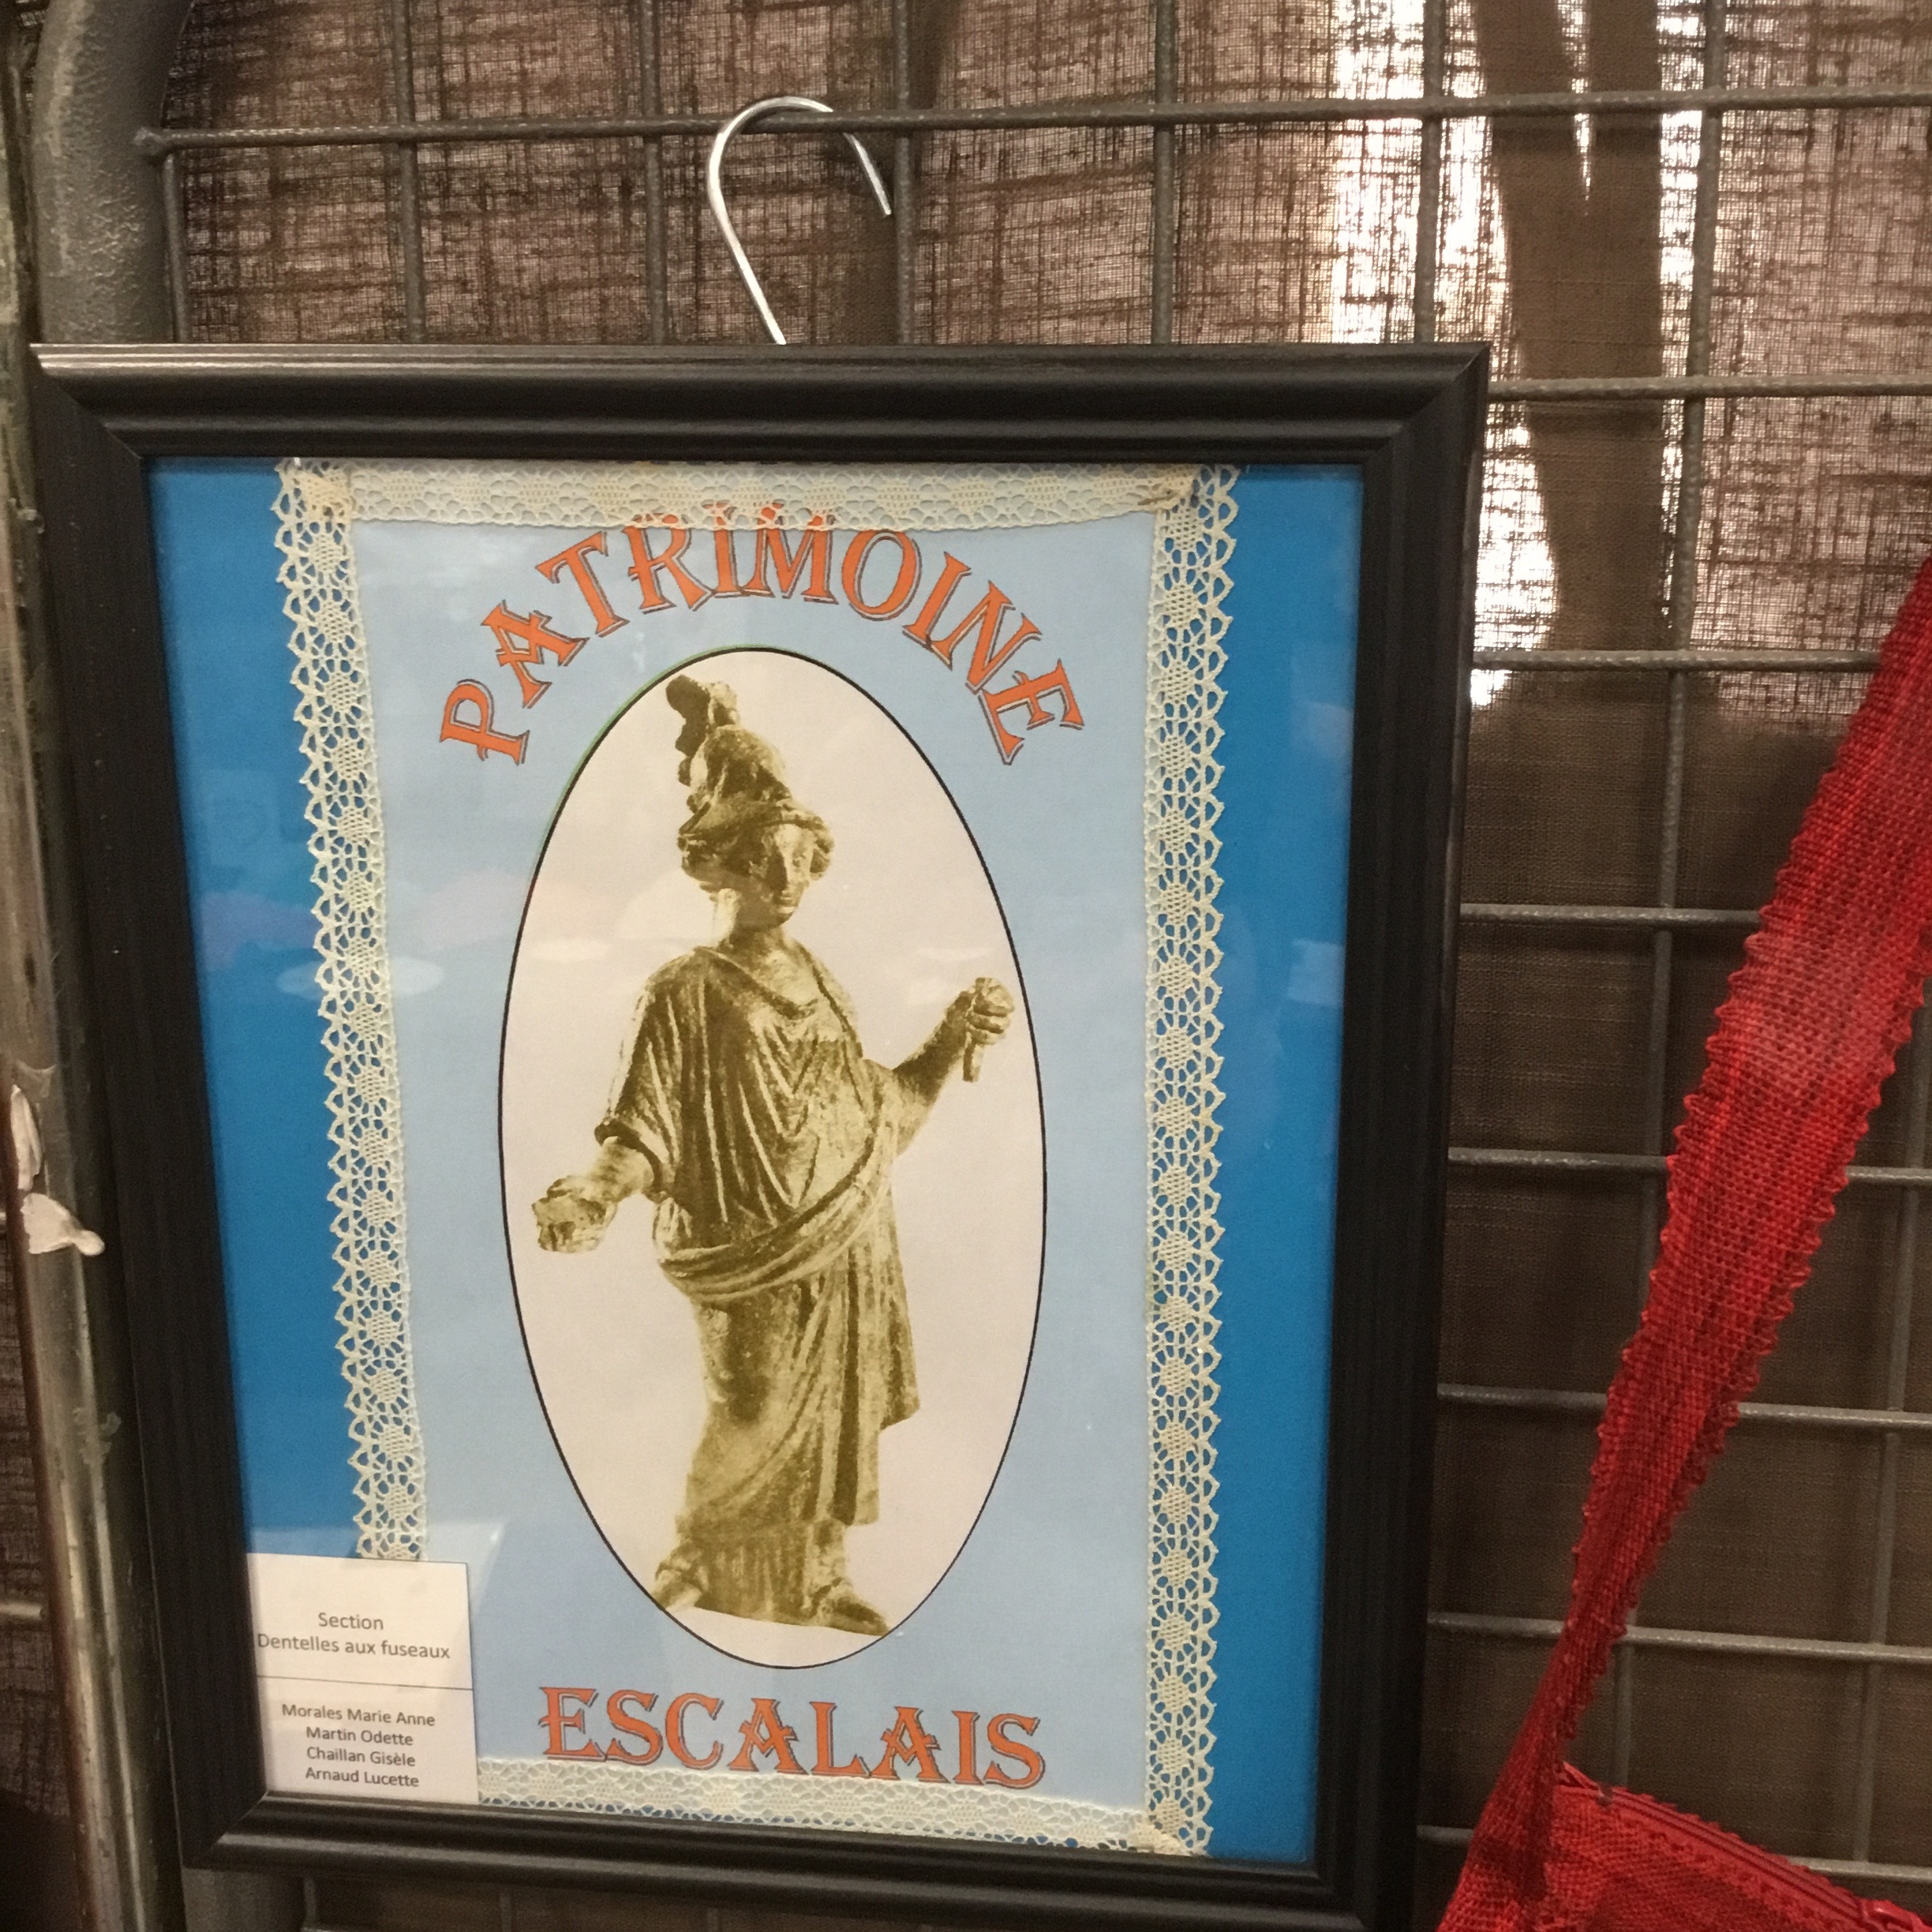 PATRIMOINE
ESCALAIS
Section
Dentelles aux fuseaux
Morales Marie Anne
Martin Odette
Chaillan Gisèle
Arnaud Lucette